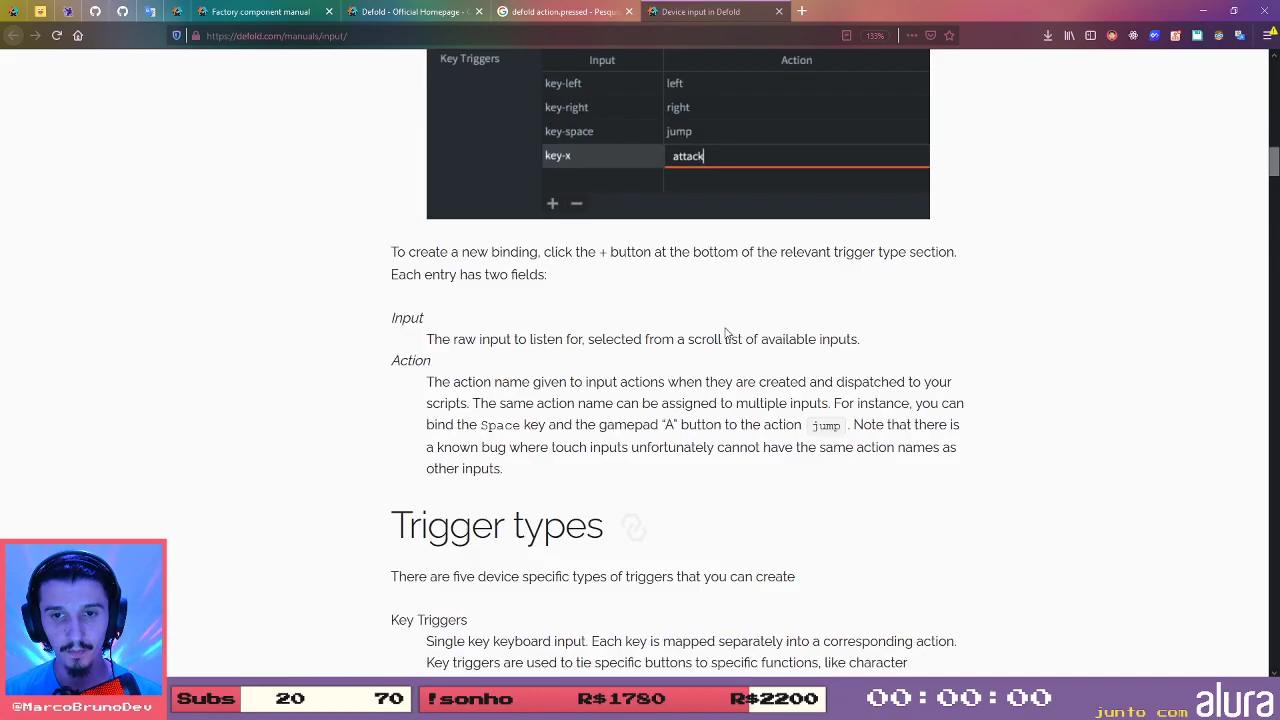 Factory component manual
Defold - Official Homepage - C
defold action.pressed - Pesqui
Device input in Defold
https://defold.com/manuals/input/
133%
Key Triggers
Input
Action
key-left
left
key-right
right
key-space
jump
key-x
attack
+ −
To create a new binding, click the + button at the bottom of the relevant trigger type section.
Each entry has two fields:
Input
The raw input to listen for, selected from a scroll list of available inputs.
Action
The action name given to input actions when they are created and dispatched to your
scripts. The same action name can be assigned to multiple inputs. For instance, you can
bind the Space key and the gamepad “A” button to the action jump . Note that there is
a known bug where touch inputs unfortunately cannot have the same action names as
other inputs.
Trigger types
There are five device specific types of triggers that you can create
Key Triggers
Single key keyboard input. Each key is mapped separately into a corresponding action.
Key triggers are used to tie specific buttons to specific functions, like character
@MarcoBrunoDev
Subs 20 70
!sonho R$1780 R$2200
00:00:00
junto com alura